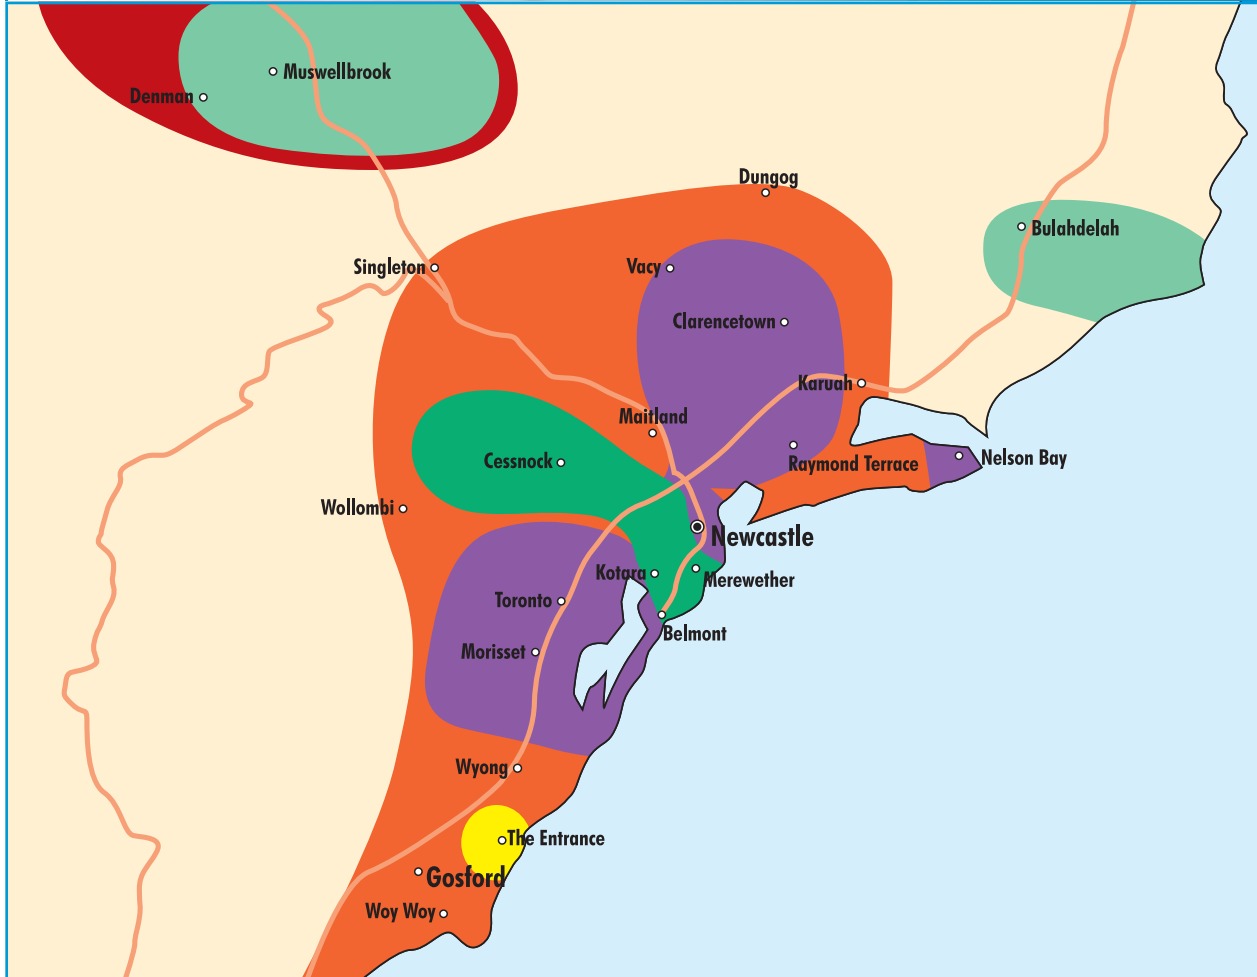 Muswellbrook
Denman
Dungog
Bulahdelah
Singleton
Vacy
Clarencetown
Karuah
Maitland
Cessnock
Raymond Terrace
Nelson Bay
Wollombi
Newcastle
Kotara
Merewether
Toronto
Belmont
Morisset
Wyong
The Entrance
Gosford
Woy Woy